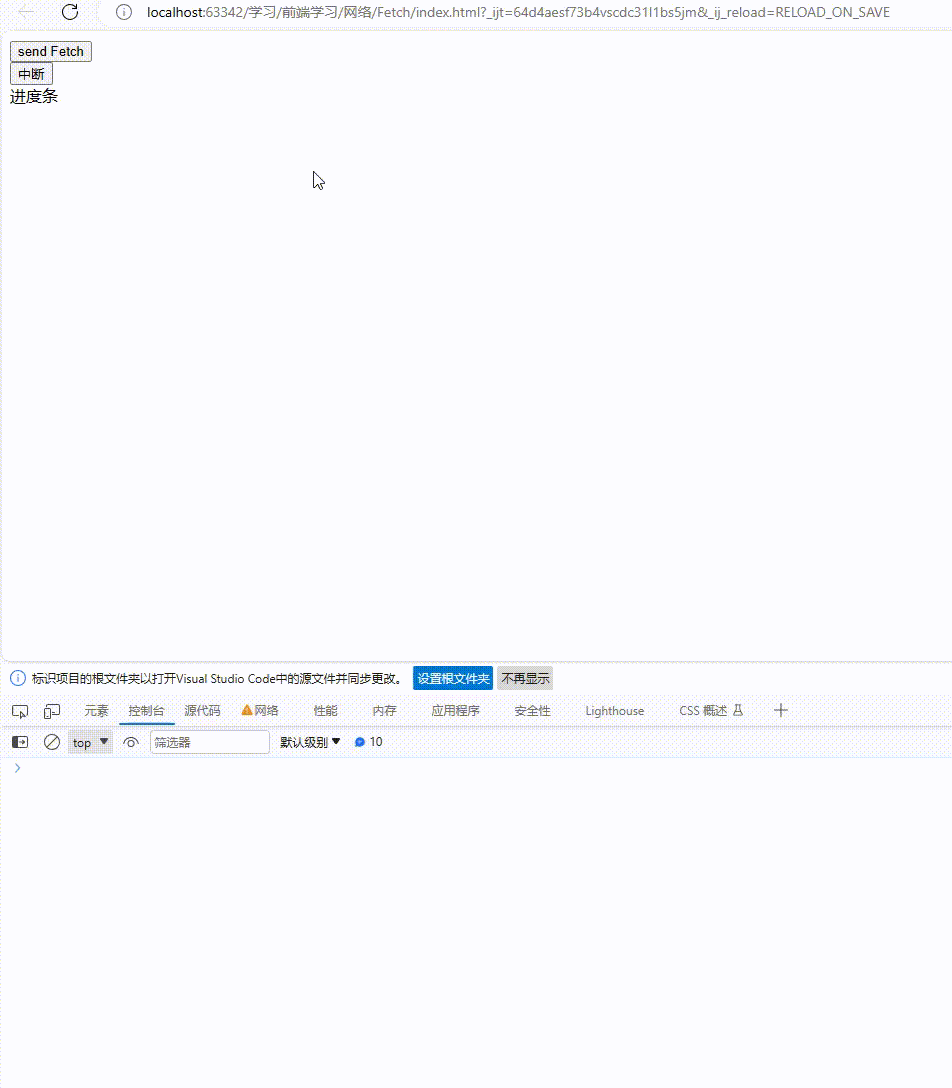 localhost:63342/学习/前端学习/网络/Fetch/index.html?_ijt=64d4aesf73b4vscdc31l1bs5jm&_ij_reload=RELOAD_ON_SAVE
send Fetch
中断
进度条
标识项目的根文件夹以打开Visual Studio Code中的源文件并同步更改。 设置根文件夹 不再显示
元素 控制台 源代码 网络 性能 内存 应用程序 安全性 Lighthouse CSS 概述
top 筛选器 默认级别 10